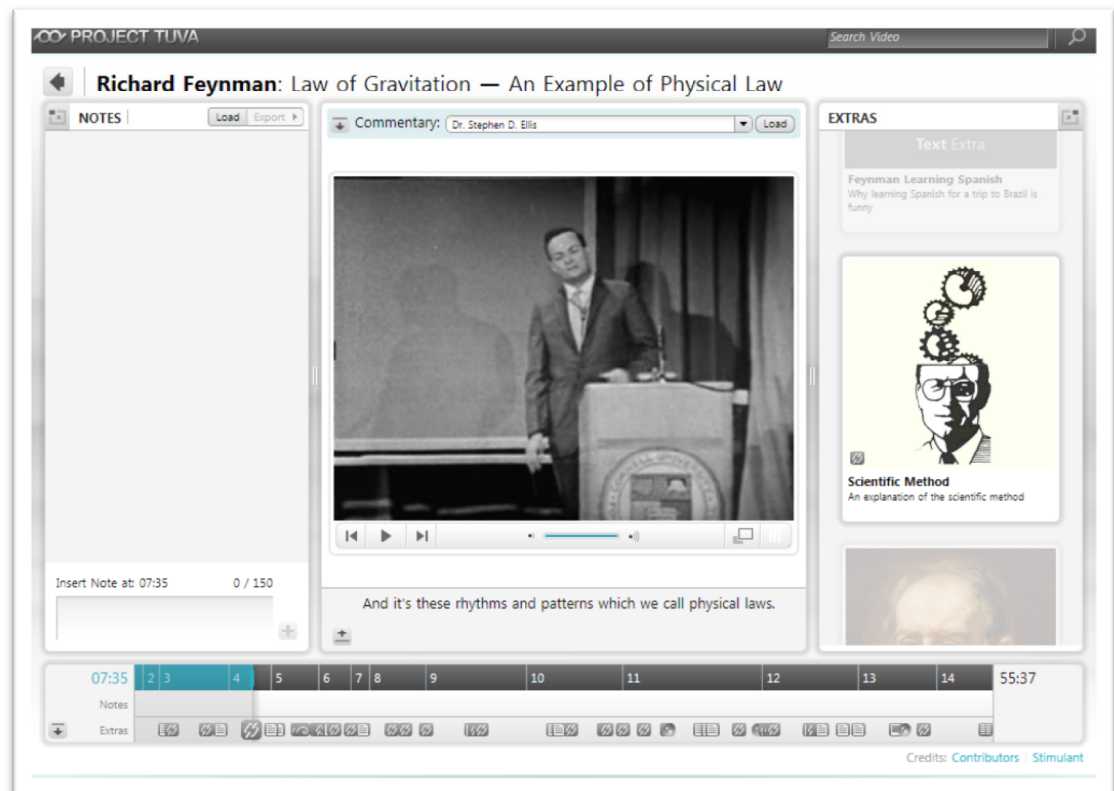 PROJECT TUVA
Search Video
Richard Feynman: Law of Gravitation — An Example of Physical Law
NOTES
Load Export
Commentary: Dr. Stephen D. Ellis Load
EXTRAS
Text Extra
Feynman Learning Spanish
Why learning Spanish for a trip to Brazil is
funny
Scientific Method
An explanation of the scientific method
Insert Note at: 07:35 0 / 150
And it's these rhythms and patterns which we call physical laws.
07:35 2 3 4 5 6 7 8 9 10 11 12 13 14 55:37
Notes
Extras
Credits: Contributors | Stimulant